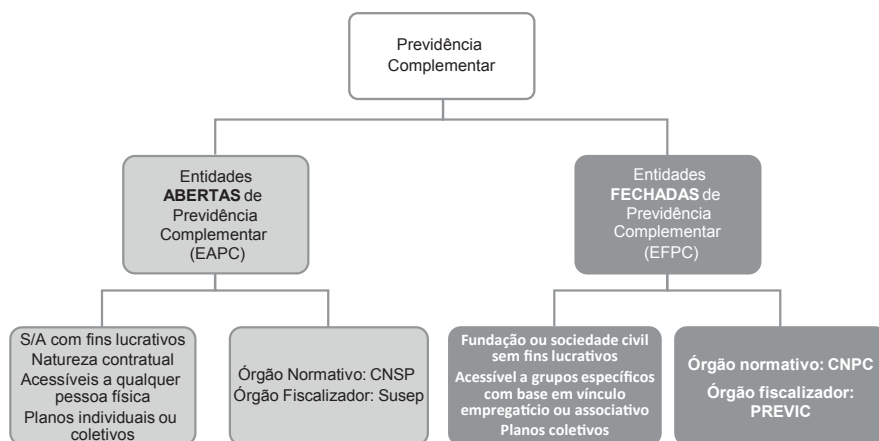 Previdência
Complementar
Entidades
ABERTAS de
Previdência
Complementar
(EAPC)
Entidades
FECHADAS de
Previdência
Complementar
(EFPC)
S/A com fins lucrativos
Natureza contratual
Acessíveis a qualquer
pessoa física
Planos individuais ou
coletivos
Órgão Normativo: CNSP
Órgão Fiscalizador: Susep
Fundação ou sociedade civil
sem fins lucrativos
Acessível a grupos específicos
com base em vínculo
empregatício ou associativo
Planos coletivos
Órgão normativo: CNPC
Órgão fiscalizador:
PREVIC